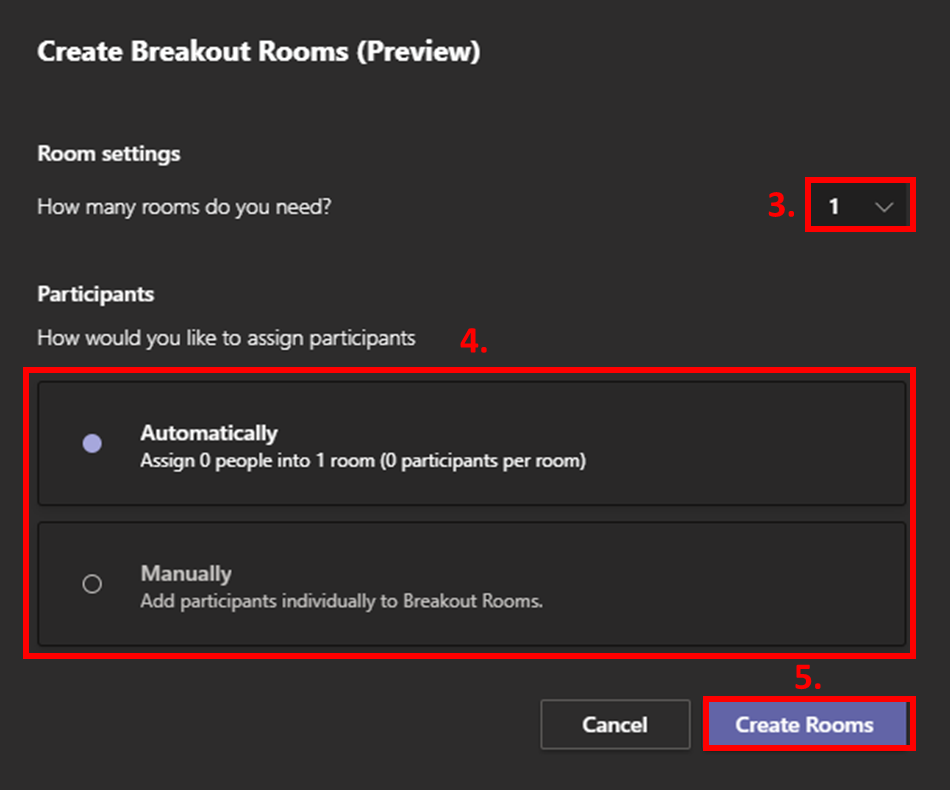 Create Breakout Rooms (Preview)
Room settings
How many rooms do you need?
3.
1
Participants
How would you like to assign participants
4.
Automatically
Assign 0 people into 1 room (0 participants per room)
Manually
Add participants individually to Breakout Rooms.
5.
Cancel
Create Rooms